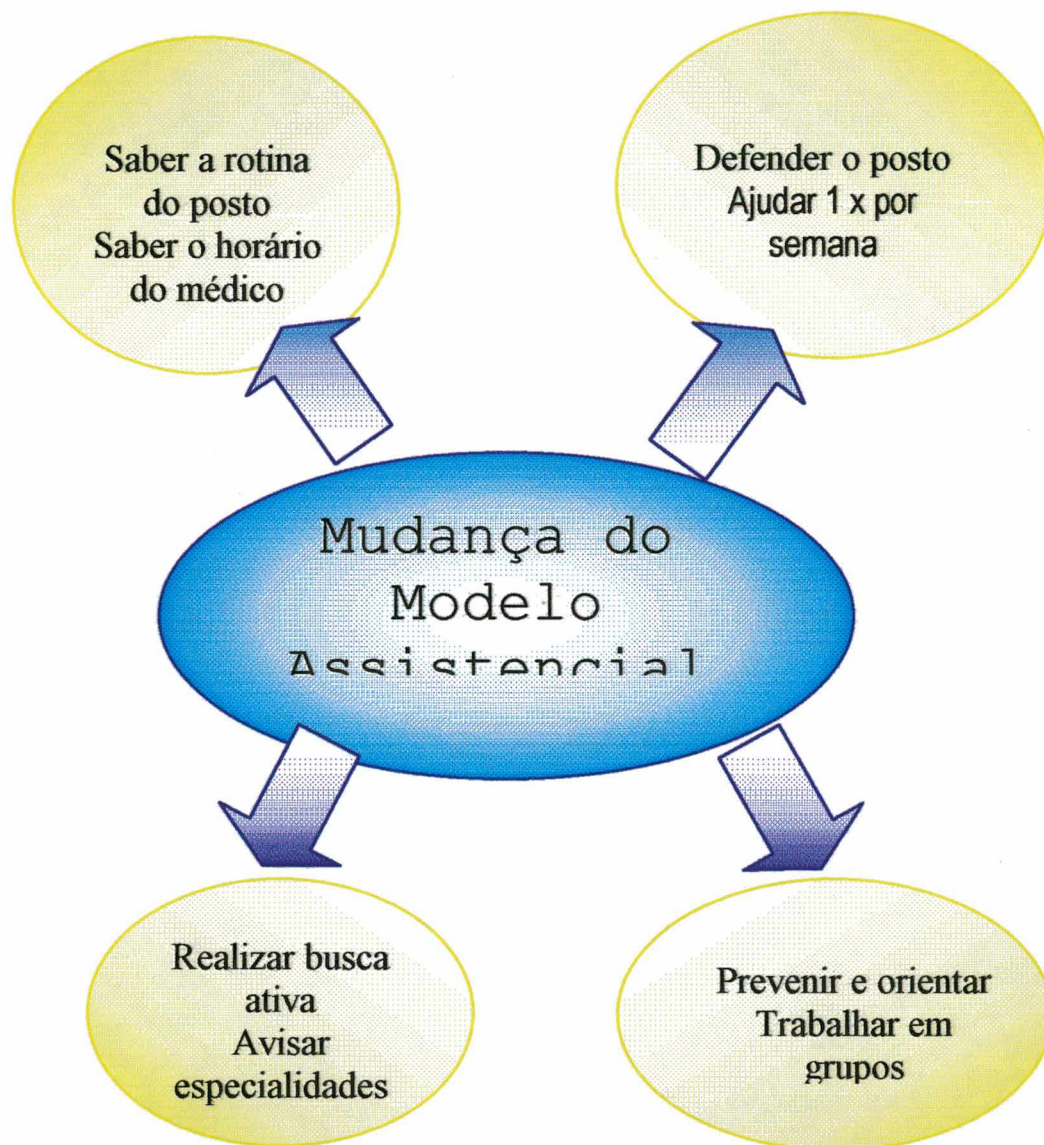 Saber a rotina
do posto
Saber o horário
do médico
Defender o posto
Ajudar 1 x por
semana
Mudança do
Modelo
Assistencial
Realizar busca
ativa
Avisar
especialidades
Prevenir e orientar
Trabalhar em
grupos